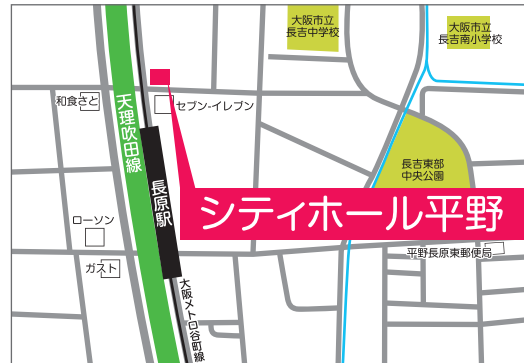 大阪市立
長吉中学校
大阪市立
長吉南小学校
和食さと
セブン-イレブン
天理吹田線
長原駅
長吉東部
中央公園
シティホール平野
ローソン
ガスト
平野長原東郵便局
大阪メトロ谷町線